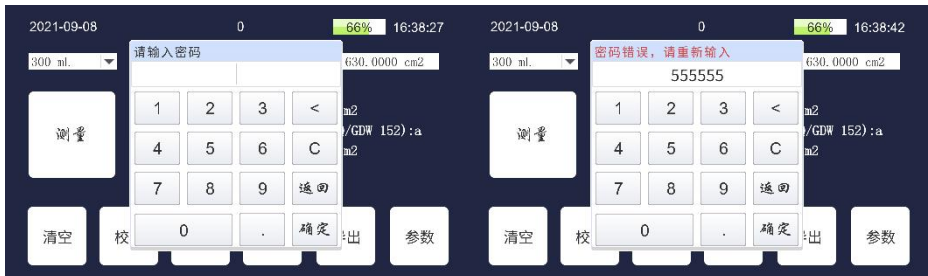 2021-09-08 0 66% 16:38:27
请输入密码
300 ml. 630.0000 cm2
1 2 3 <
m2
测量
/GDW 152):a
4 5 6 C
m2
7 8 9 返回
0 . 确定
清空 校 出 参数
2021-09-08 0 66% 16:38:42
密码错误，请重新输入
300 ml. 630.0000 cm2
555555
1 2 3 <
m2
测量
/GDW 152):a
4 5 6 C
m2
7 8 9 返回
0 . 确定
清空 校 出 参数